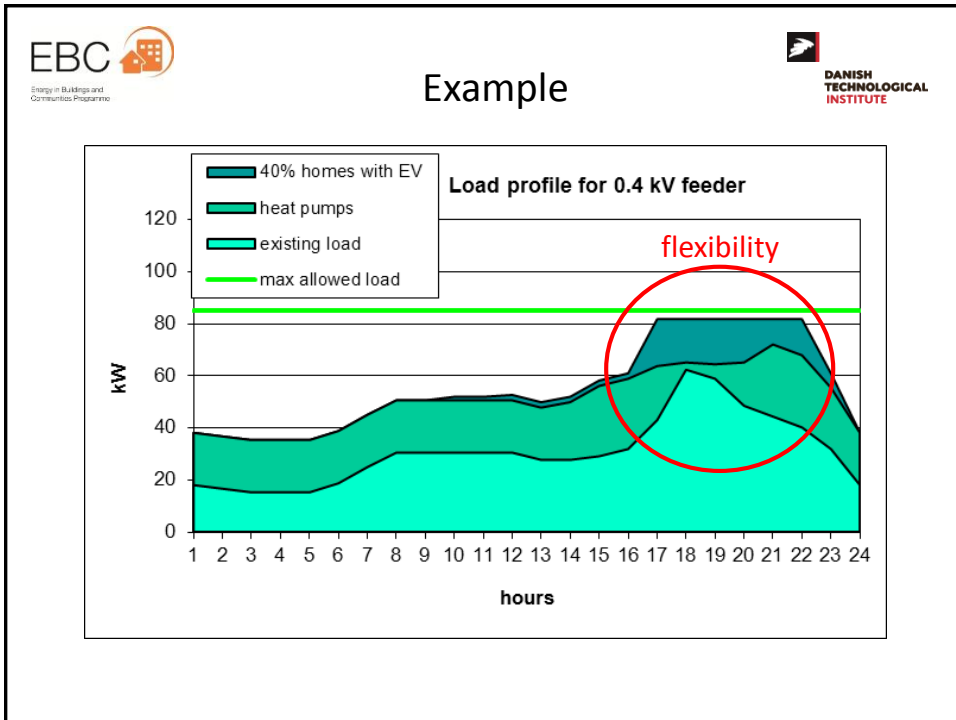 EBC
Energy in Buildings and
Communities Programme
Example
DANISH
TECHNOLOGICAL
INSTITUTE
40% homes with EV
heat pumps
existing load
max allowed load
Load profile for 0.4 kV feeder
flexibility
120
100
80
60
40
20
0
kW
1 2 3 4 5 6 7 8 9 10 11 12 13 14 15 16 17 18 19 20 21 22 23 24
hours